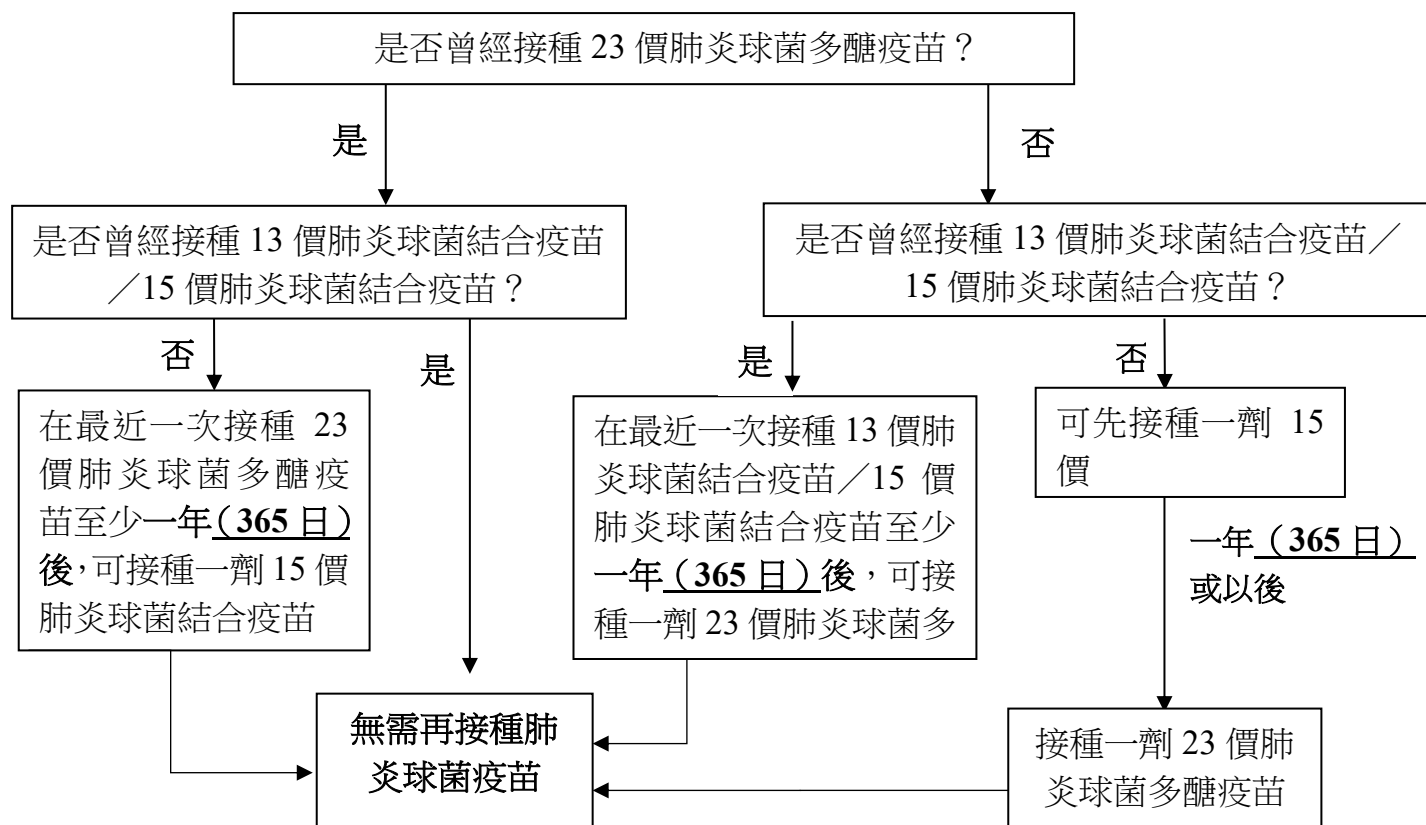 是否曾經接種 23 價肺炎球菌多醣疫苗？
是
否
是否曾經接種 13 價肺炎球菌結合疫苗
／15 價肺炎球菌結合疫苗？
是否曾經接種 13 價肺炎球菌結合疫苗／
15 價肺炎球菌結合疫苗？
否
是
是
否
在最近一次接種 23
價肺炎球菌多醣疫
苗至少一年（365 日）
後，可接種一劑 15 價
肺炎球菌結合疫苗
在最近一次接種 13 價肺
炎球菌結合疫苗／15 價
肺炎球菌結合疫苗至少
一年（365 日）後，可接
種一劑 23 價肺炎球菌多
可先接種一劑 15
價
一年（365 日）
或以後
無需再接種肺
炎球菌疫苗
接種一劑 23 價肺
炎球菌多醣疫苗